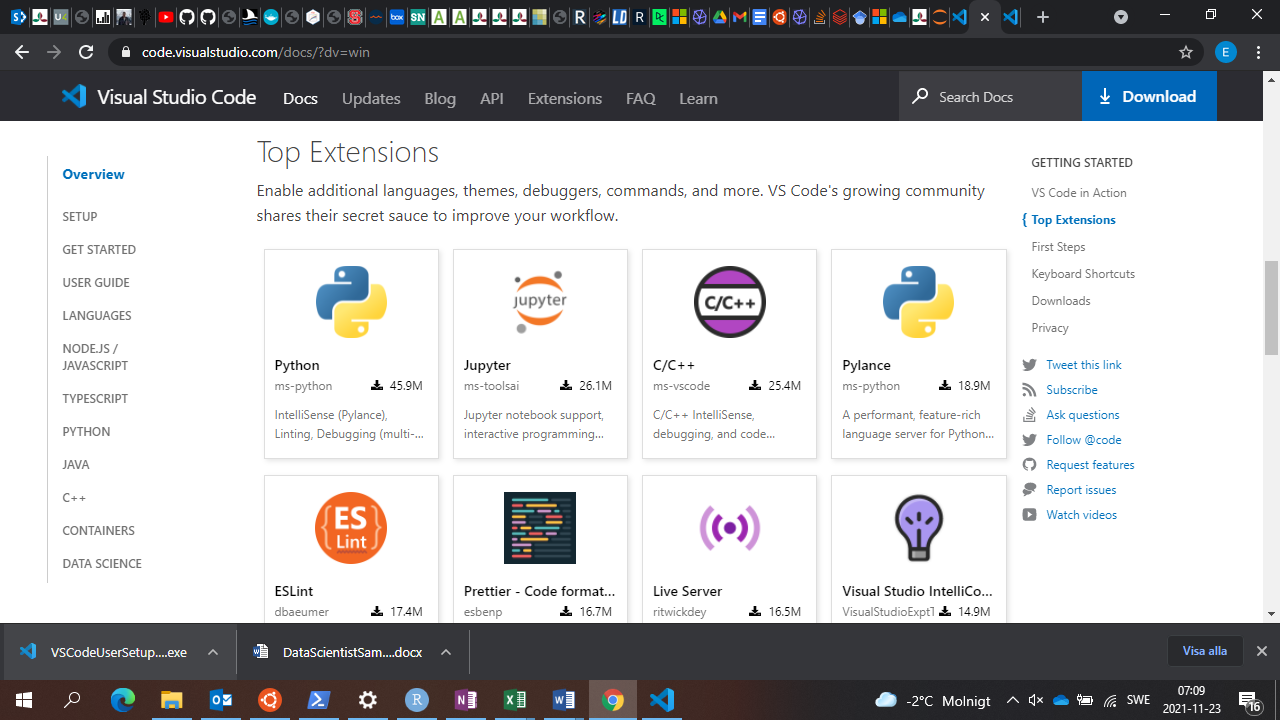 code.visualstudio.com/docs/?dv=win
E
Visual Studio Code
Docs
Updates
Blog
API
Extensions
FAQ
Learn
Search Docs
Download
Overview
SETUP
GET STARTED
USER GUIDE
LANGUAGES
NODE.JS /
JAVASCRIPT
TYPESCRIPT
PYTHON
JAVA
C++
CONTAINERS
DATA SCIENCE
Top Extensions
Enable additional languages, themes, debuggers, commands, and more. VS Code's growing community
shares their secret sauce to improve your workflow.
Python
ms-python 45.9M
IntelliSense (Pylance),
Linting, Debugging (multi-...
jupyter
Jupyter
ms-toolsai 26.1M
Jupyter notebook support,
interactive programming...
C/C++
C/C++
ms-vscode 25.4M
C/C++ IntelliSense,
debugging, and code...
Pylance
ms-python 18.9M
A performant, feature-rich
language server for Python...
ES
Lint
ESLint
dbaeumer 17.4M
Prettier - Code format...
esbenp 16.7M
Live Server
ritwickdey 16.5M
Visual Studio IntelliCo...
VisualStudioExptT 14.9M
GETTING STARTED
VS Code in Action
{ Top Extensions
First Steps
Keyboard Shortcuts
Downloads
Privacy
Tweet this link
Subscribe
Ask questions
Follow @code
Request features
Report issues
Watch videos
VSCodeUserSetup....exe
DataScientistSam....docx
Visa alla
-2°C Molnigt
SWE
07:09
2021-11-23
16